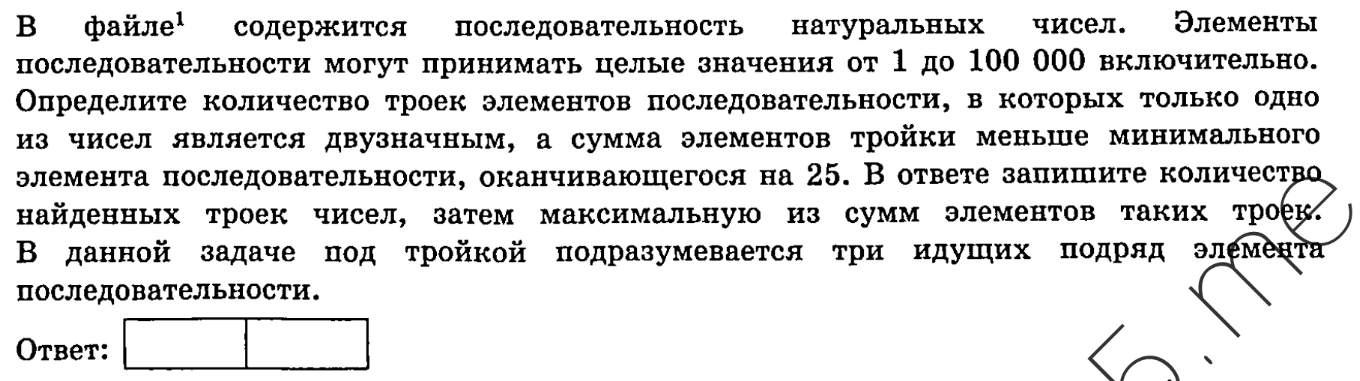 В файле¹ содержится последовательность натуральных чисел. Элементы
последовательности могут принимать целые значения от 1 до 100 000 включительно.
Определите количество троек элементов последовательности, в которых только одно
из чисел является двузначным, а сумма элементов тройки меньше минимального
элемента последовательности, оканчивающегося на 25. В ответе запишите количество
найденных троек чисел, затем максимальную из сумм элементов таких троек.
В данной задаче под тройкой подразумевается три идущих подряд элемента
последовательности.
Ответ:
5.me